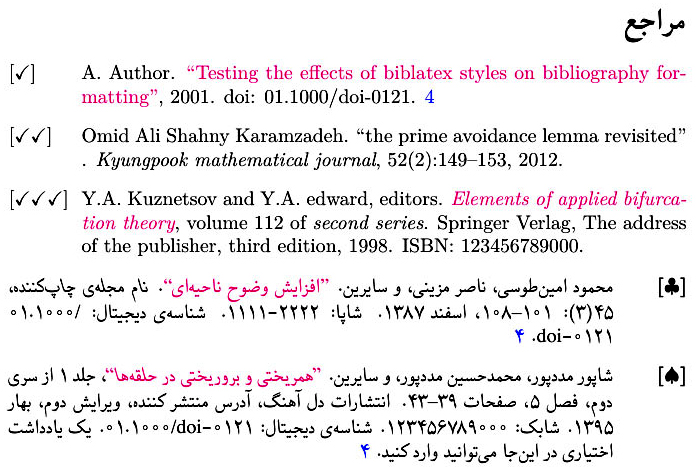 مراجع
[✓] A. Author. “Testing the effects of biblatex styles on bibliography for-
matting”, 2001. doi: 01.1000/doi-0121. 4
[✓✓] Omid Ali Shahny Karamzadeh. “the prime avoidance lemma revisited”
. Kyungpook mathematical journal, 52(2):149–153, 2012.
[✓✓✓] Y.A. Kuznetsov and Y.A. edward, editors. Elements of applied bifurca-
tion theory, volume 112 of second series. Springer Verlag, The address
of the publisher, third edition, 1998. ISBN: 123456789000.
[♣] محمود امین‌طوسی، ناصر مزینی، و سایرین. ”افزایش وضوح ناحیه‌ای“. نام مجله‌ی چاپ‌کننده،
۴۵(۳): ۱۰۱–۱۰۸، اسفند ۱۳۸۷. شاپا: ۲۲۲۲-۱۱۱۱. شناسه‌ی دیجیتال: ۰۱.۱۰۰۰/
doi-۰۱۲۱. ۴
[♠] شاپور مددپور، محمدحسین مددپور، و سایرین. ”همریختی و بروریختی در حلقه‌ها“، جلد ۱ از سری
دوم، فصل ۵، صفحات ۳۹–۴۳. انتشارات دل آهنگ، آدرس منتشر کننده، ویرایش دوم، بهار
۱۳۹۵. شابک: ۱۲۳۴۵۶۷۸۹۰۰۰. شناسه‌ی دیجیتال: ۰۱.۱۰۰۰/doi-۰۱۲۱. یک یادداشت
اختیاری در این‌جا می‌توانید وارد کنید. ۴